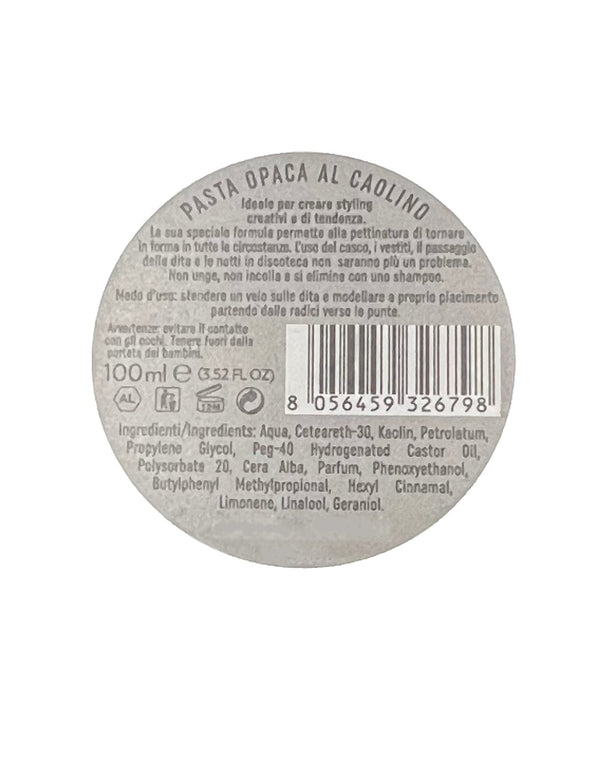 PASTA OPACA AL CAOLINO
Ideale per creare styling
creativi e di tendenza.
La sua speciale formula permette alla pettinatura di tornare
in forma in tutte le circostanze. L'uso del casco, i vestiti, il passaggio
delle dita e le notti in discoteca non saranno più un problema.
Non unge, non incolla e si elimina con uno shampoo.
Modo d'uso: stendere un velo sulle dita e modellare a proprio piacimento
partendo dalle radici verso le punte.
Avvertenze: evitare il contatto
con gli occhi. Tenere fuori dalla
portata dei bambini.
100ml e (3.52 FL OZ)
AL
12M
8 056459 326798
Ingredienti/Ingredients: Aqua, Ceteareth-30, Kaolin, Petrolatum,
Propylene Glycol, Peg-40 Hydrogenated Castor Oil,
Polysorbate 20, Cera Alba, Parfum, Phenoxyethanol,
Butylphenyl Methylpropional, Hexyl Cinnamal,
Limonene, Linalool, Geraniol.